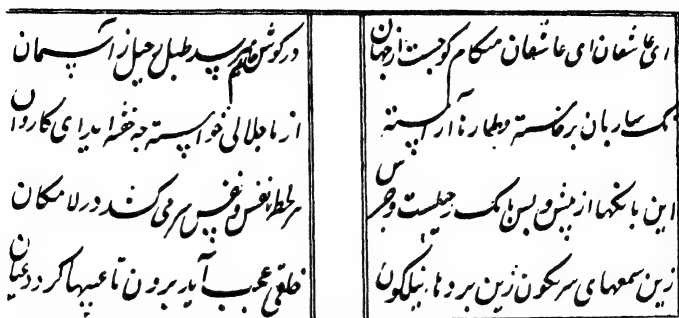 ای عاشقان ای عاشقان هنگام کوچست از جهان در گوش جانم میرسد طبل رحیل از آسمان
نک ساربان برخاسته قطارها آراسته از ما حلالی خواسته چه خفته اید ای کاروان
این بانگها از پیش و پس بانگ رحیلست و جرس هر لحظه نفس و نفس سر می کشد در لامکان
زین شمعهای سرنگون زین پردهای نیلگون خلقی عجب آید برون تا غیبها گردد عیان